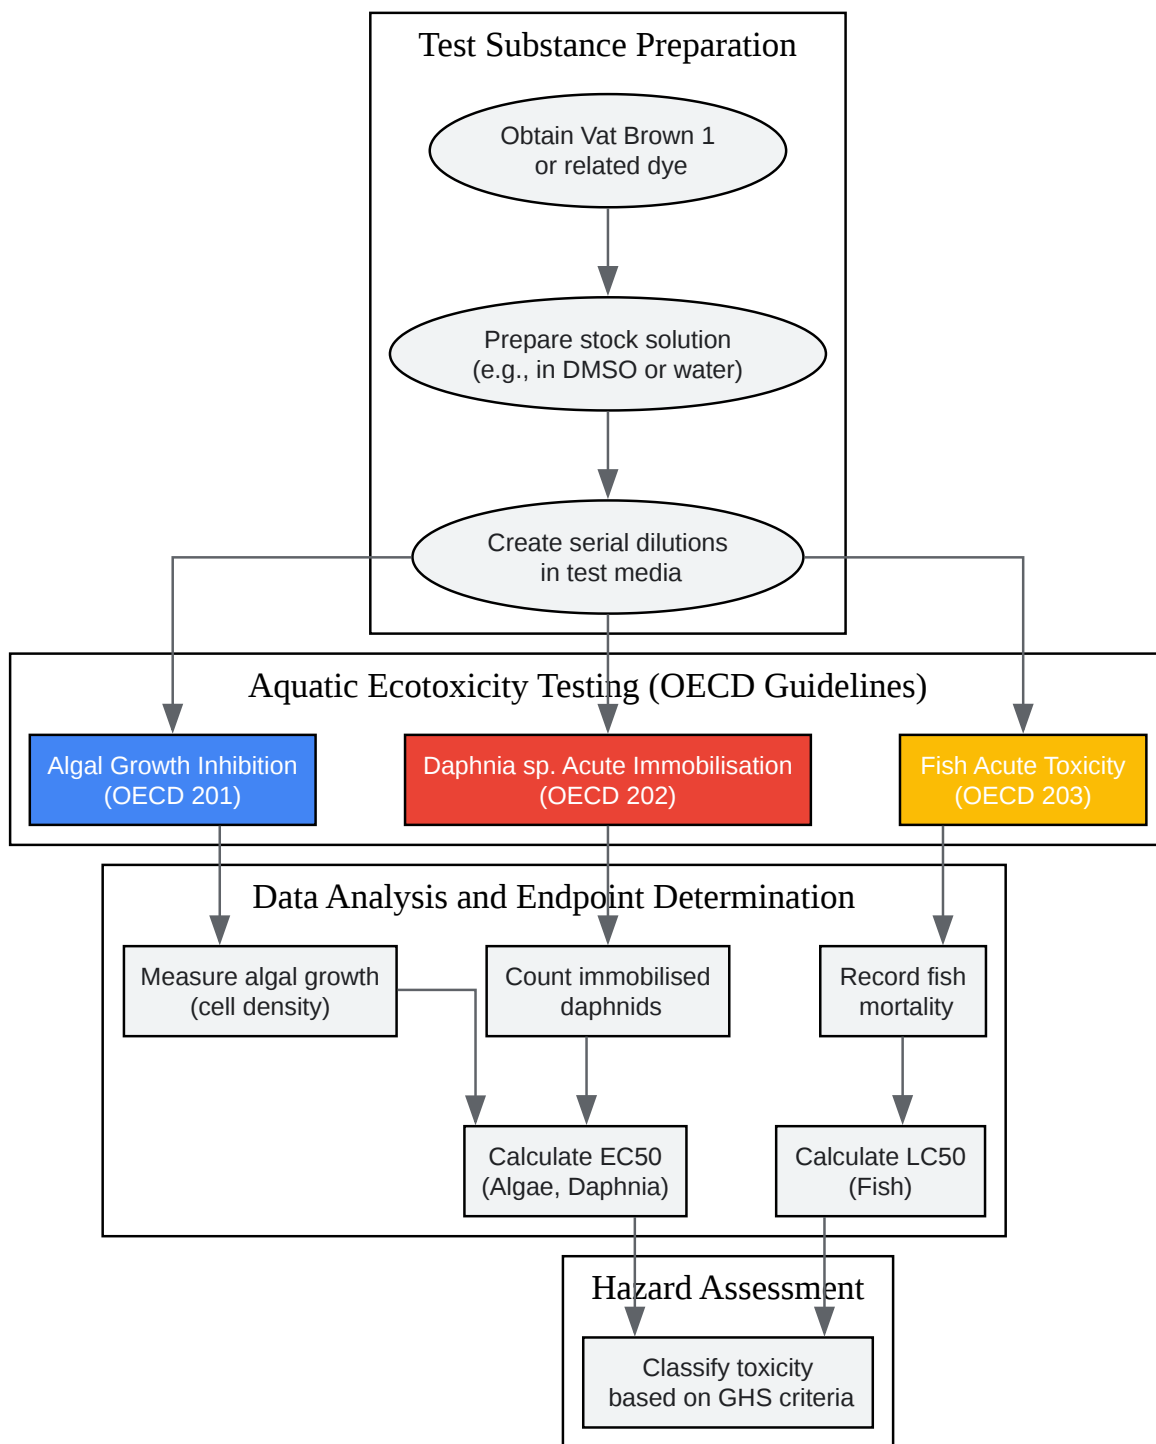 Test Substance Preparation
Obtain Vat Brown 1
or related dye
Prepare stock solution
(e.g., in DMSO or water)
Create serial dilutions
in test media
Aquatic Ecotoxicity Testing (OECD Guidelines)
Algal Growth Inhibition
(OECD 201)
Daphnia sp. Acute Immobilisation
(OECD 202)
Fish Acute Toxicity
(OECD 203)
Data Analysis and Endpoint Determination
Measure algal growth
(cell density)
Count immobilised
daphnids
Record fish
mortality
Calculate EC50
(Algae, Daphnia)
Calculate LC50
(Fish)
Hazard Assessment
Classify toxicity
based on GHS criteria